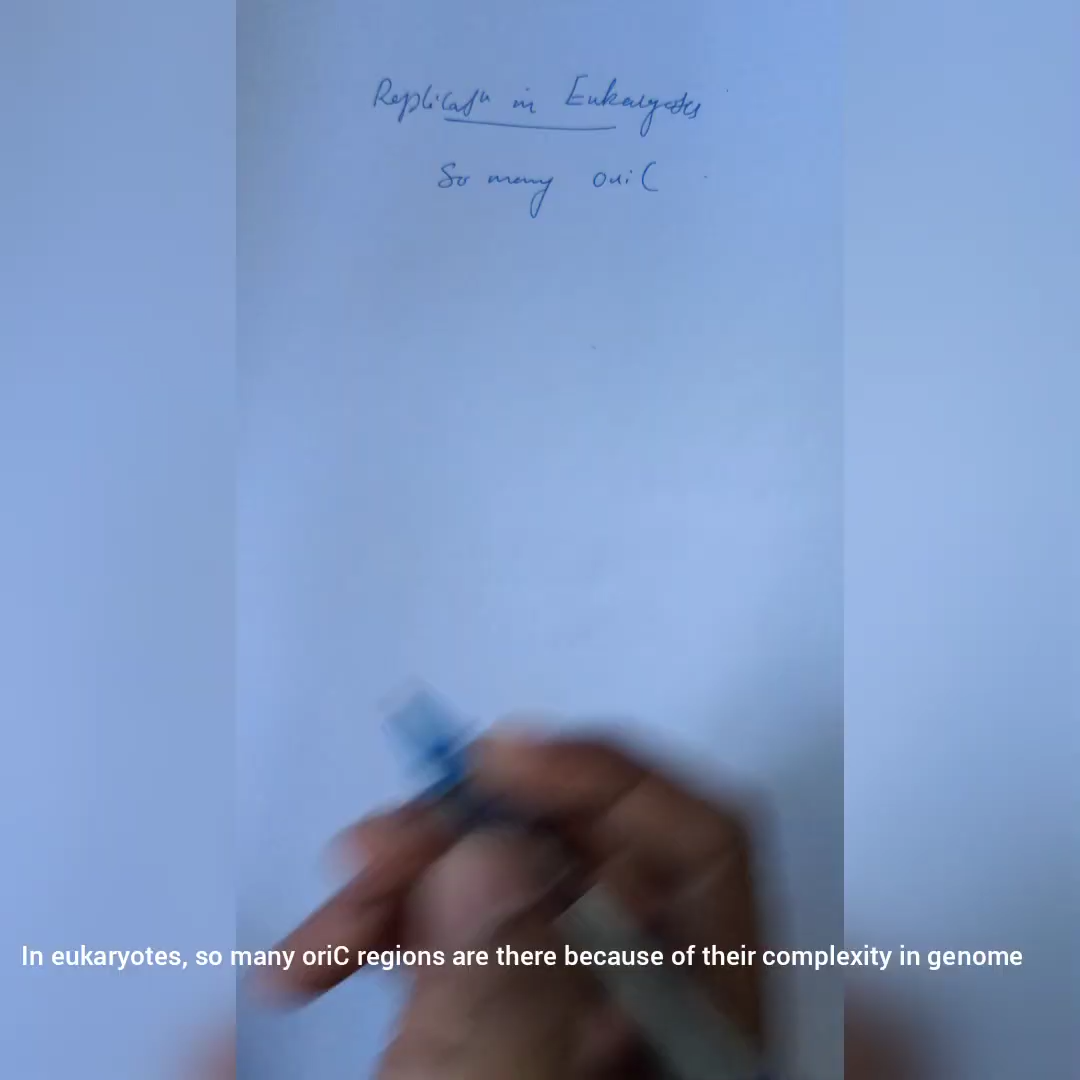 Replicatⁿ in Eukaryotes
So many oriC
In eukaryotes, so many oriC regions are there because of their complexity in genome